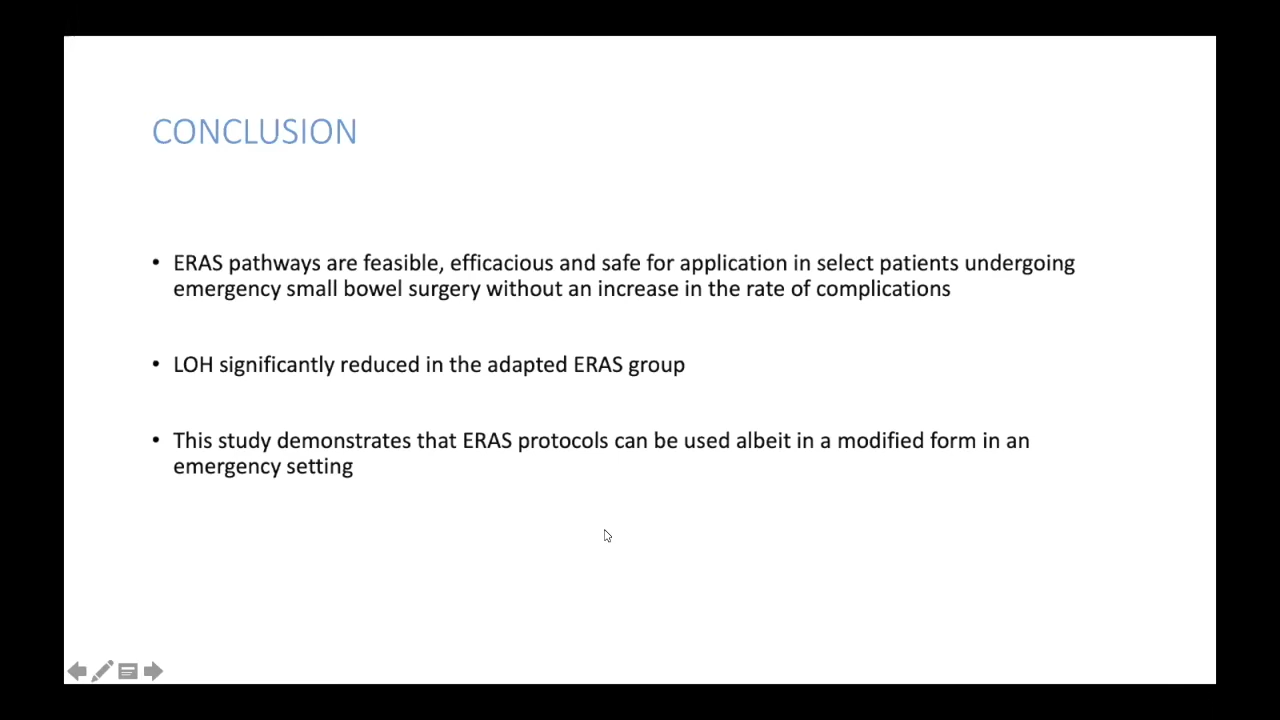 CONCLUSION
• ERAS pathways are feasible, efficacious and safe for application in select patients undergoing
emergency small bowel surgery without an increase in the rate of complications
• LOH significantly reduced in the adapted ERAS group
• This study demonstrates that ERAS protocols can be used albeit in a modified form in an
emergency setting